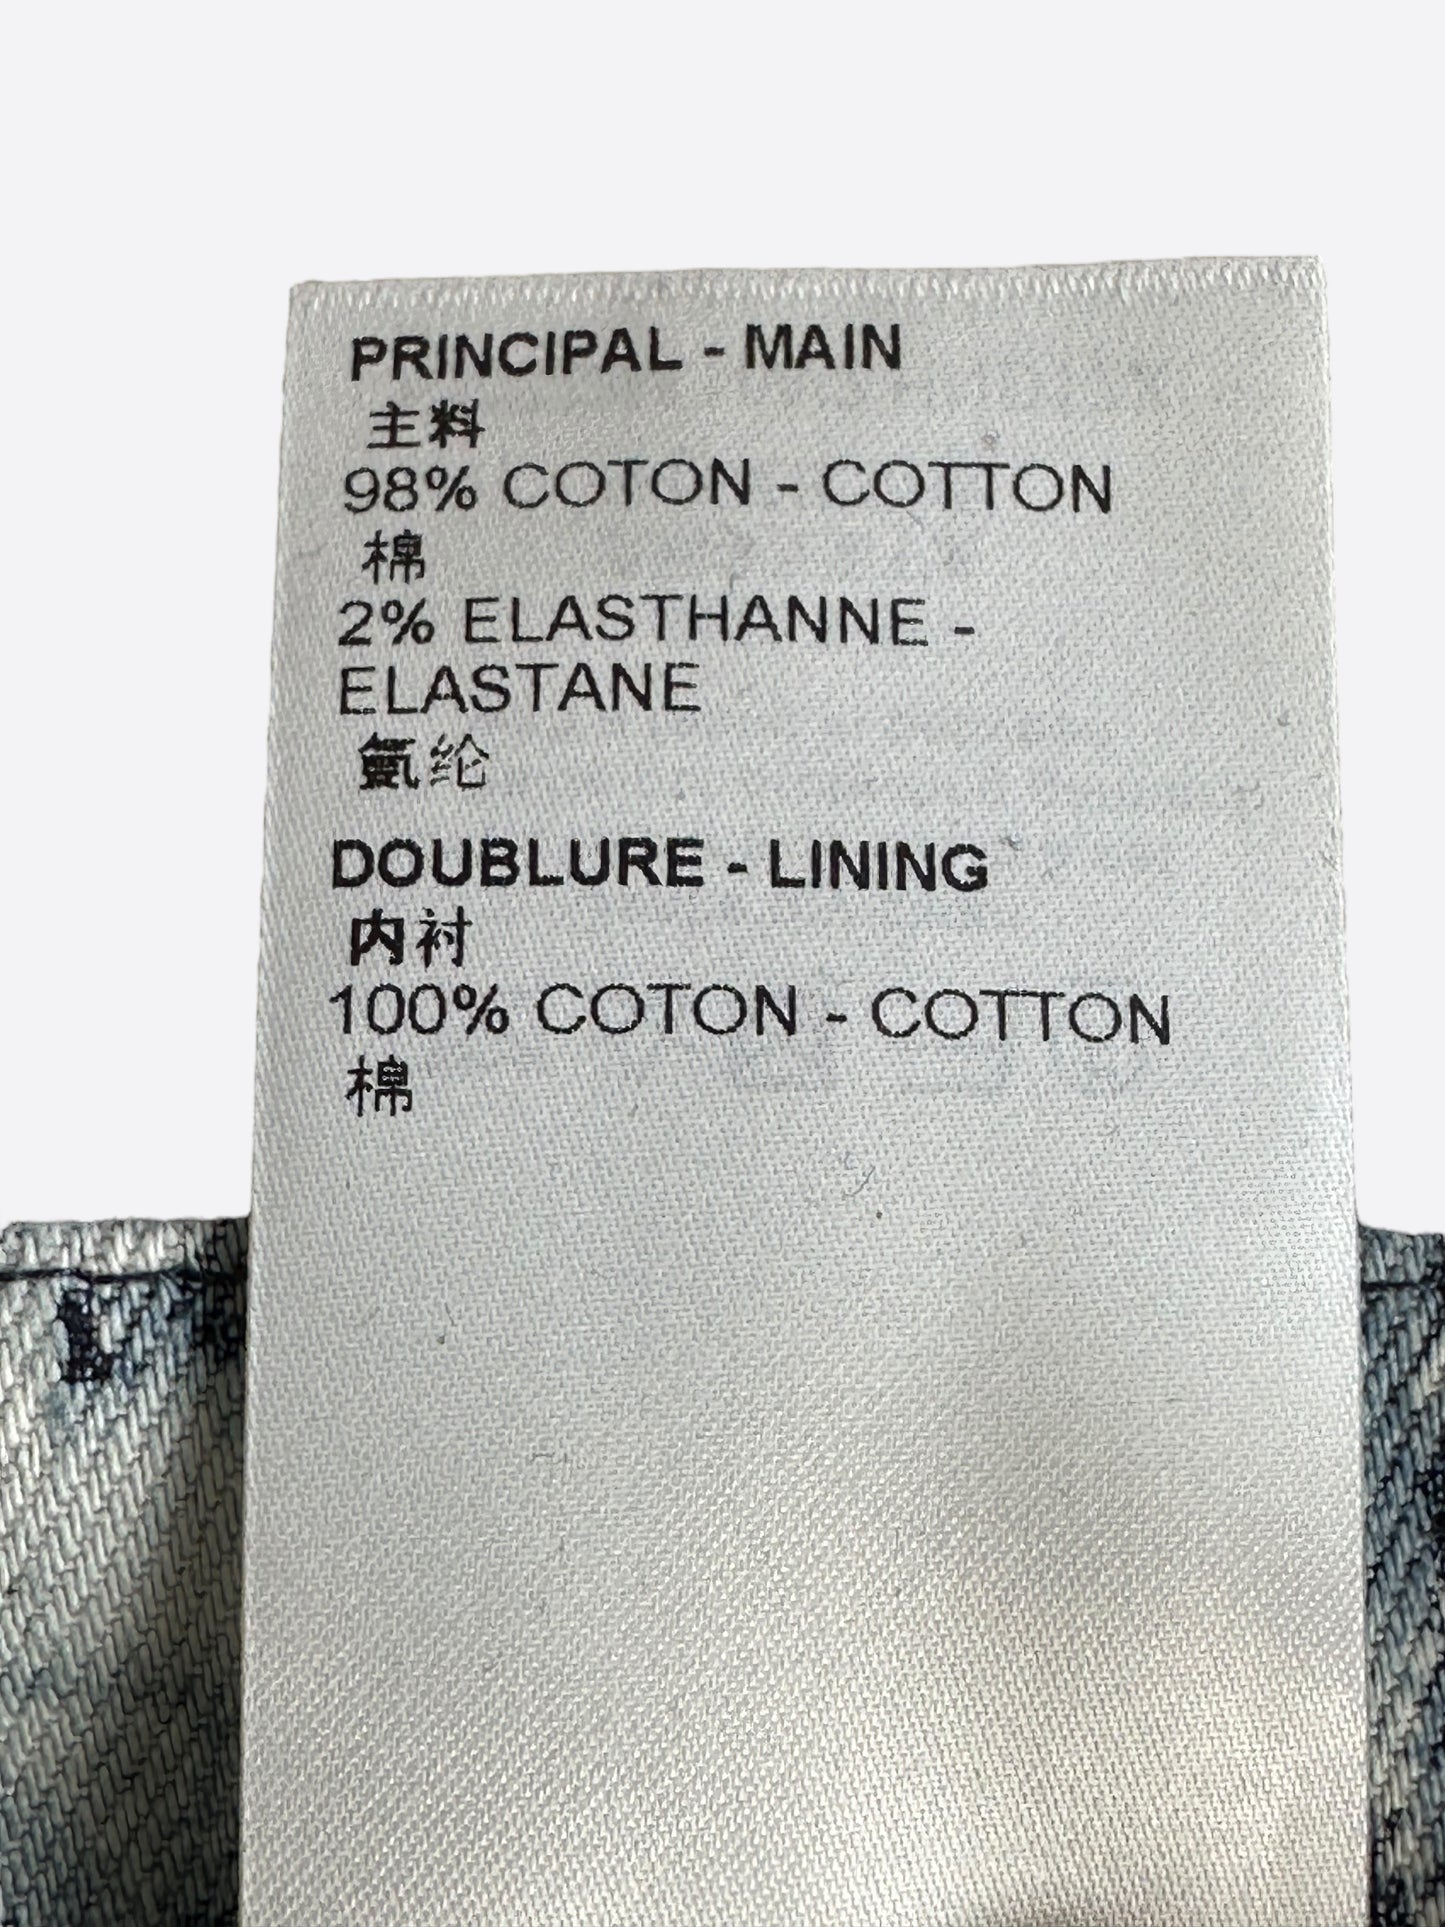 PRINCIPAL - MAIN
主料
98% COTON - COTTON
棉
2% ELASTHANNE -
ELASTANE
氨纶
DOUBLURE - LINING
内衬
100% COTON - COTTON
棉